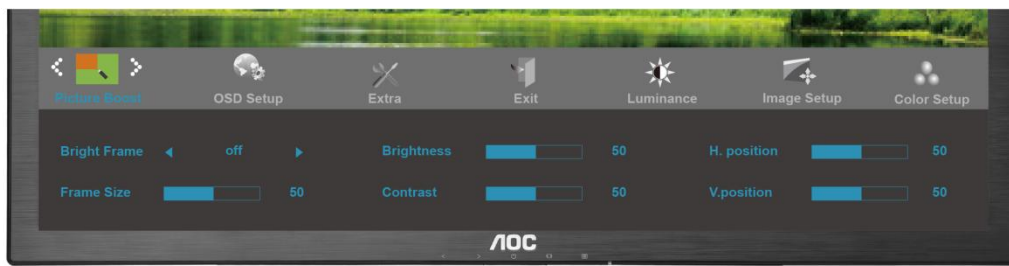 Picture Boost
OSD Setup
Extra
Exit
Luminance
Image Setup
Color Setup
Bright Frame off
Brightness 50
H. position 50
Frame Size 50
Contrast 50
V.position 50
AOC